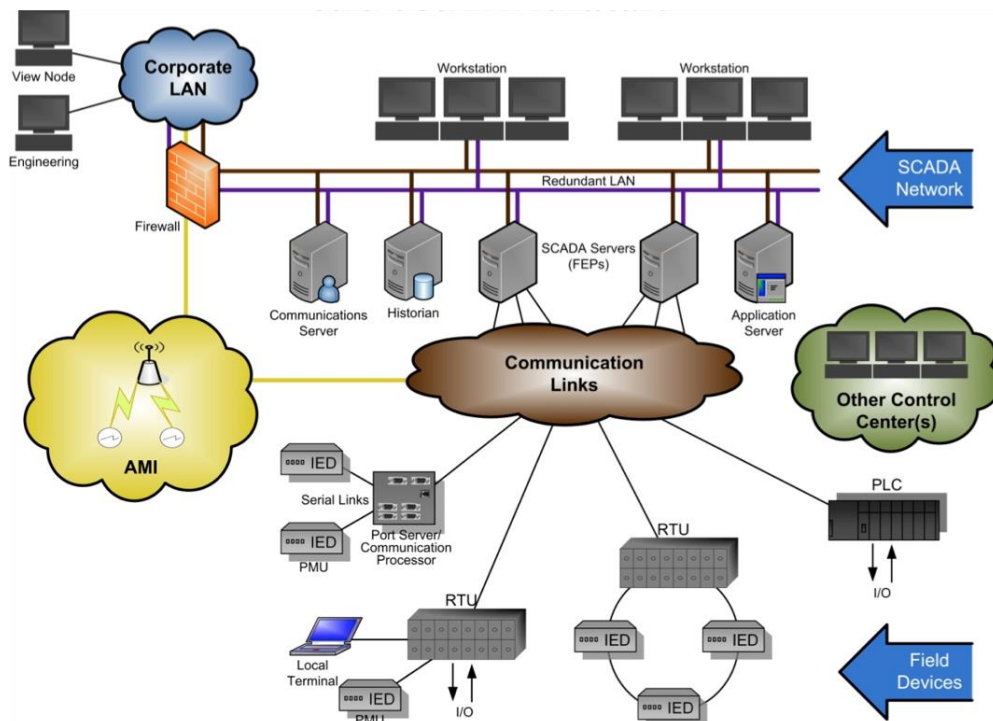 View Node
Engineering
Corporate
LAN
Workstation
Workstation
Redundant LAN
SCADA
Network
Firewall
Communications
Server
Historian
SCADA Servers
(FEPs)
Application
Server
Communication
Links
Other Control
Center(s)
AMI
IED
Serial Links
IED
PMU
Port Server/
Communication
Processor
RTU
PLC
I/O
RTU
Local
Terminal
IED
PMU
I/O
IED
IED
IED
Field
Devices